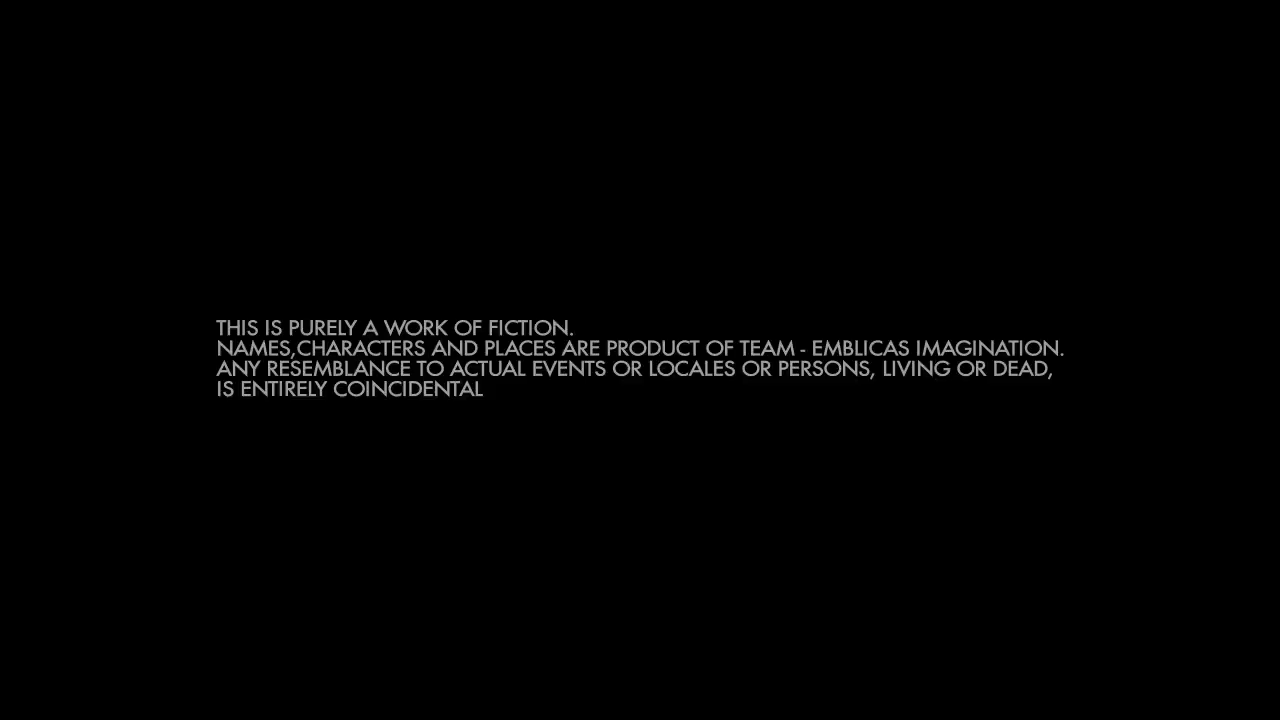 THIS IS PURELY A WORK OF FICTION.
NAMES,CHARACTERS AND PLACES ARE PRODUCT OF TEAM - EMBLICAS IMAGINATION.
ANY RESEMBLANCE TO ACTUAL EVENTS OR LOCALES OR PERSONS, LIVING OR DEAD,
IS ENTIRELY COINCIDENTAL